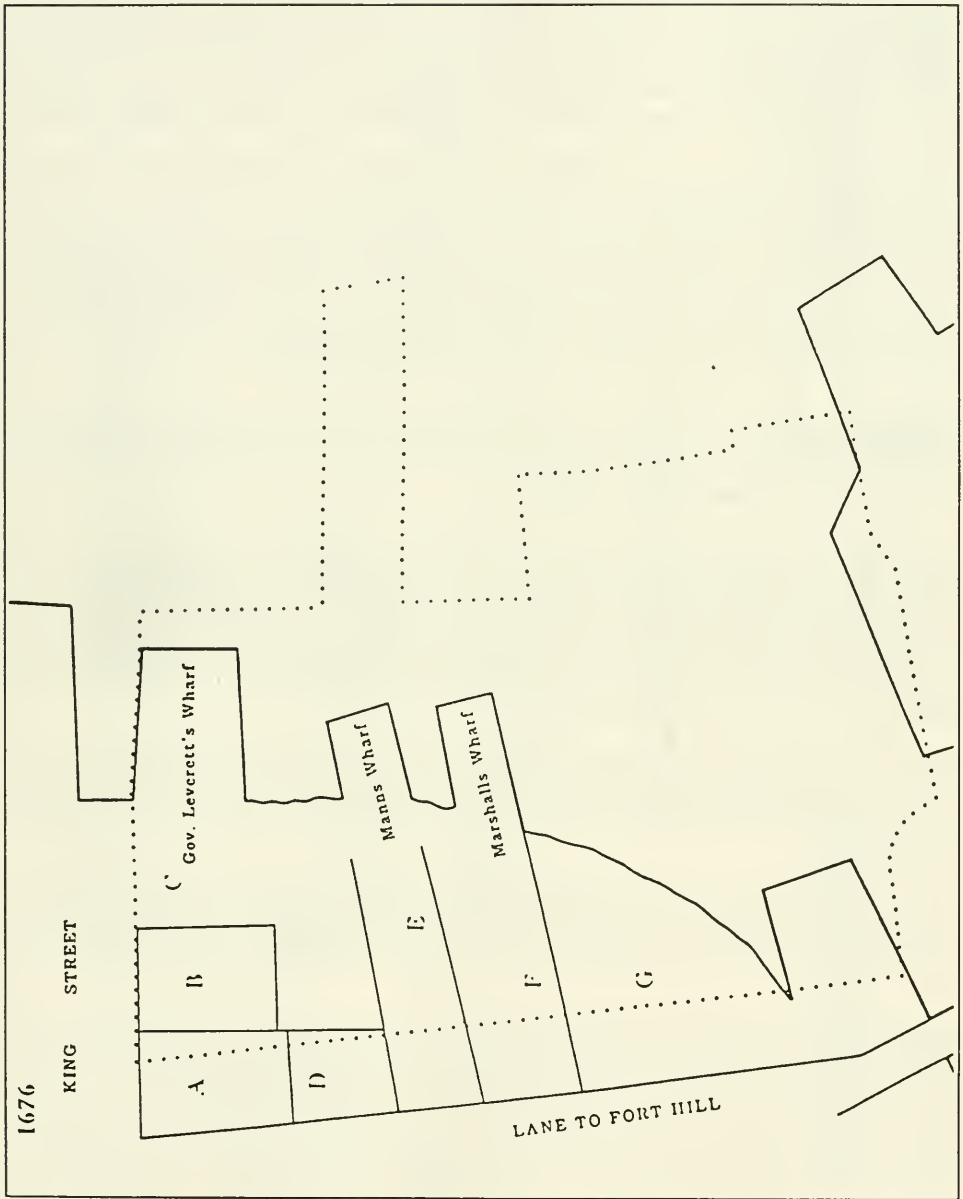 1676
KING STREET
A
B
C
Gov. Leverett's Wharf
D
Manns Wharf
E
Marshalls Wharf
F
G
LANE TO FORT HILL